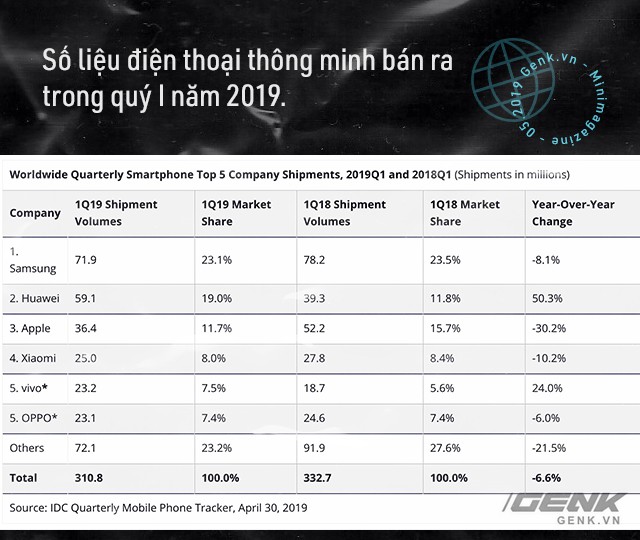 Số liệu điện thoại thông minh bán ra
trong quý I năm 2019.
05 2019 Genk.vn - Minimagazine -
Worldwide Quarterly Smartphone Top 5 Company Shipments, 2019Q1 and 2018Q1 (Shipments in millions)
Company 1Q19 Shipment Volumes 1Q19 Market Share 1Q18 Shipment Volumes 1Q18 Market Share Year-Over-Year Change
1. Samsung 71.9 23.1% 78.2 23.5% -8.1%
2. Huawei 59.1 19.0% 39.3 11.8% 50.3%
3. Apple 36.4 11.7% 52.2 15.7% -30.2%
4. Xiaomi 25.0 8.0% 27.8 8.4% -10.2%
5. vivo* 23.2 7.5% 18.7 5.6% 24.0%
5. OPPO* 23.1 7.4% 24.6 7.4% -6.0%
Others 72.1 23.2% 91.9 27.6% -21.5%
Total 310.8 100.0% 332.7 100.0% -6.6%
Source: IDC Quarterly Mobile Phone Tracker, April 30, 2019
GENK
GENK.VN